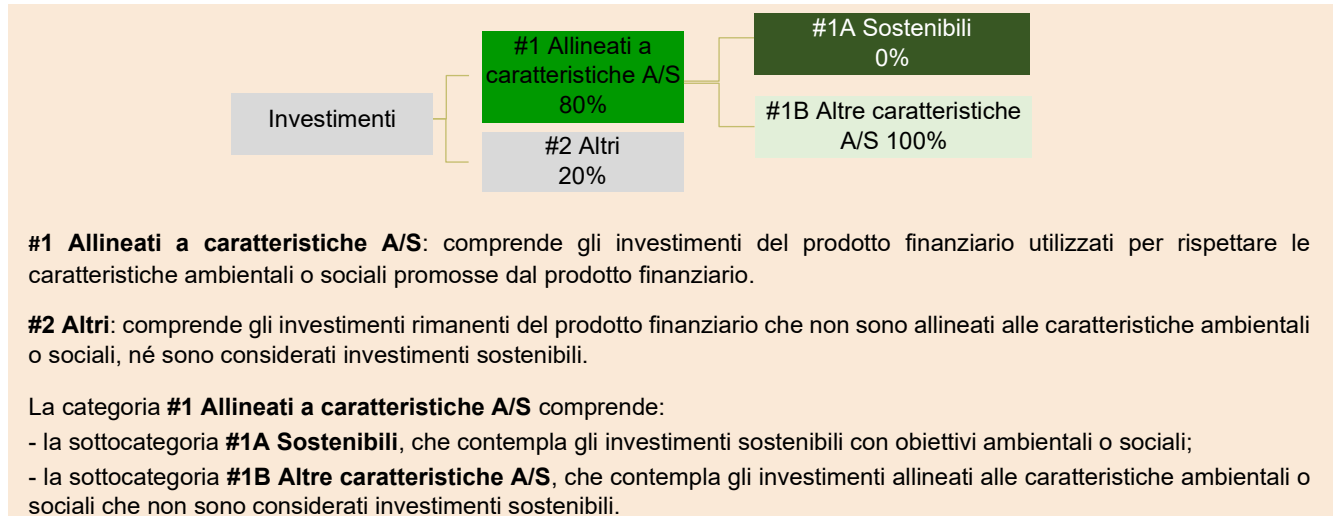 Investimenti
#1 Allineati a
caratteristiche A/S
80%
#2 Altri
20%
#1A Sostenibili
0%
#1B Altre caratteristiche
A/S 100%
#1 Allineati a caratteristiche A/S: comprende gli investimenti del prodotto finanziario utilizzati per rispettare le
caratteristiche ambientali o sociali promosse dal prodotto finanziario.
#2 Altri: comprende gli investimenti rimanenti del prodotto finanziario che non sono allineati alle caratteristiche ambientali
o sociali, né sono considerati investimenti sostenibili.
La categoria #1 Allineati a caratteristiche A/S comprende:
- la sottocategoria #1A Sostenibili, che contempla gli investimenti sostenibili con obiettivi ambientali o sociali;
- la sottocategoria #1B Altre caratteristiche A/S, che contempla gli investimenti allineati alle caratteristiche ambientali o
sociali che non sono considerati investimenti sostenibili.